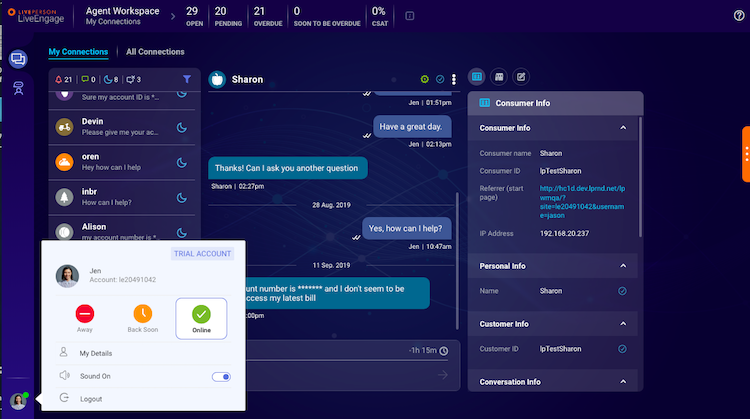 LIVEPERSON
LiveEngage
Agent Workspace
My Connections
29
OPEN
20
PENDING
21
OVERDUE
0
SOON TO BE OVERDUE
0%
CSAT
My Connections
All Connections
21
0
8
3
Sure my account ID is *...
Devin
Please give me your ac...
oren
Hey how can I help
inbr
How can I help?
Alison
my account number is *...
TRIAL ACCOUNT
Jen
Account: le20491042
Away
Back Soon
Online
My Details
Sound On
Logout
Sharon
Jen | 01:51pm
Have a great day.
Jen | 02:13pm
Thanks! Can I ask you another question
Sharon | 02:27pm
28 Aug. 2019
Yes, how can I help?
Jen | 10:47am
11 Sep. 2019
ount number is ******* and I don't seem to be
ccess my latest bill
:00pm
-1h 15m
Consumer Info
Consumer Info
Consumer name
Sharon
Consumer ID
lpTestSharon
Referrer (start
page)
http://hc1d.dev.lprnd.net/lp
wmqa/?
site=le20491042&usernam
e=jason
IP Address
192.168.20.237
Personal Info
Name
Sharon
Customer Info
Customer ID
lpTestSharon
Conversation Info